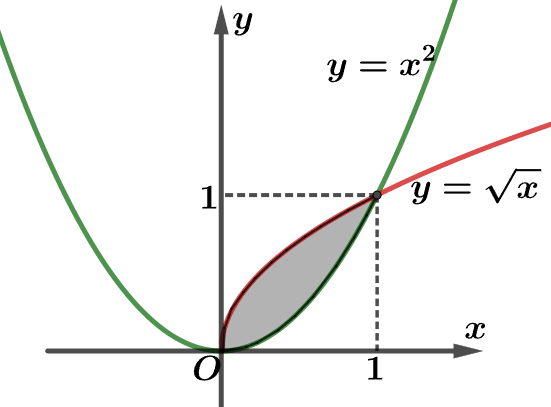 y
y = x²
1
y = √x
x
O
1